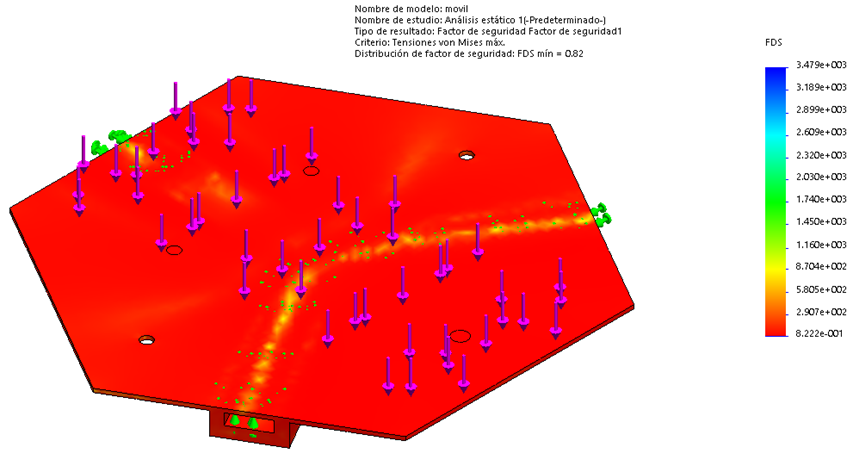 Nombre de modelo: movil
Nombre de estudio: Análisis estático 1(-Predeterminado-)
Tipo de resultado: Factor de seguridad Factor de seguridad1
Criterio: Tensiones von Mises máx.
Distribución de factor de seguridad: FDS mín = 0.82
FDS
3.479e+003
3.189e+003
2.899e+003
2.609e+003
2.320e+003
2.030e+003
1.740e+003
1.450e+003
1.160e+003
8.704e+002
5.805e+002
2.907e+002
8.222e-001